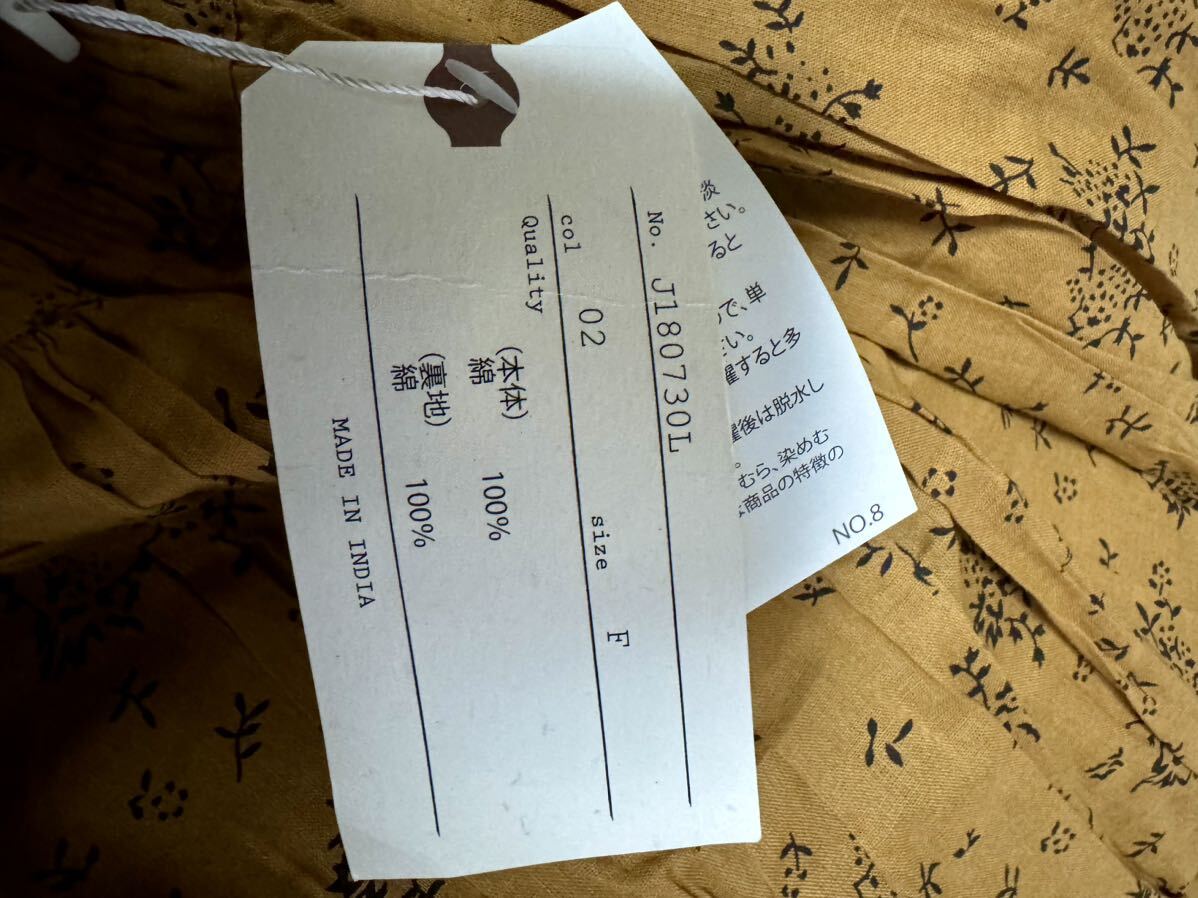 No. J180730L
col 02 size F
Quality
(本体)
綿 100%
(裏地)
綿 100%
MADE IN INDIA
淡
さい。
ると
で、単
い。
濯すると多
濯後は脱水し
むら、染めむ
商品の特徴の
NO.8